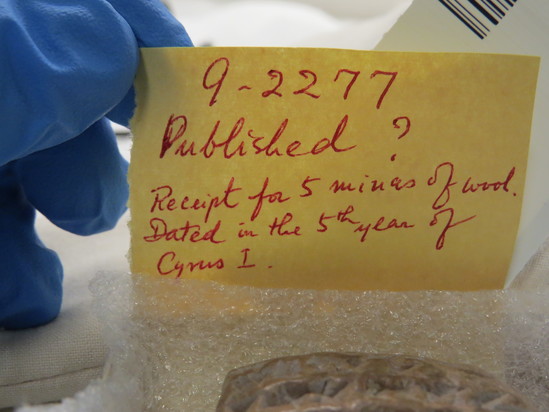 9-2277
Published ?
Receipt for 5 minas of wool.
Dated in the 5th year of
Cyrus I.